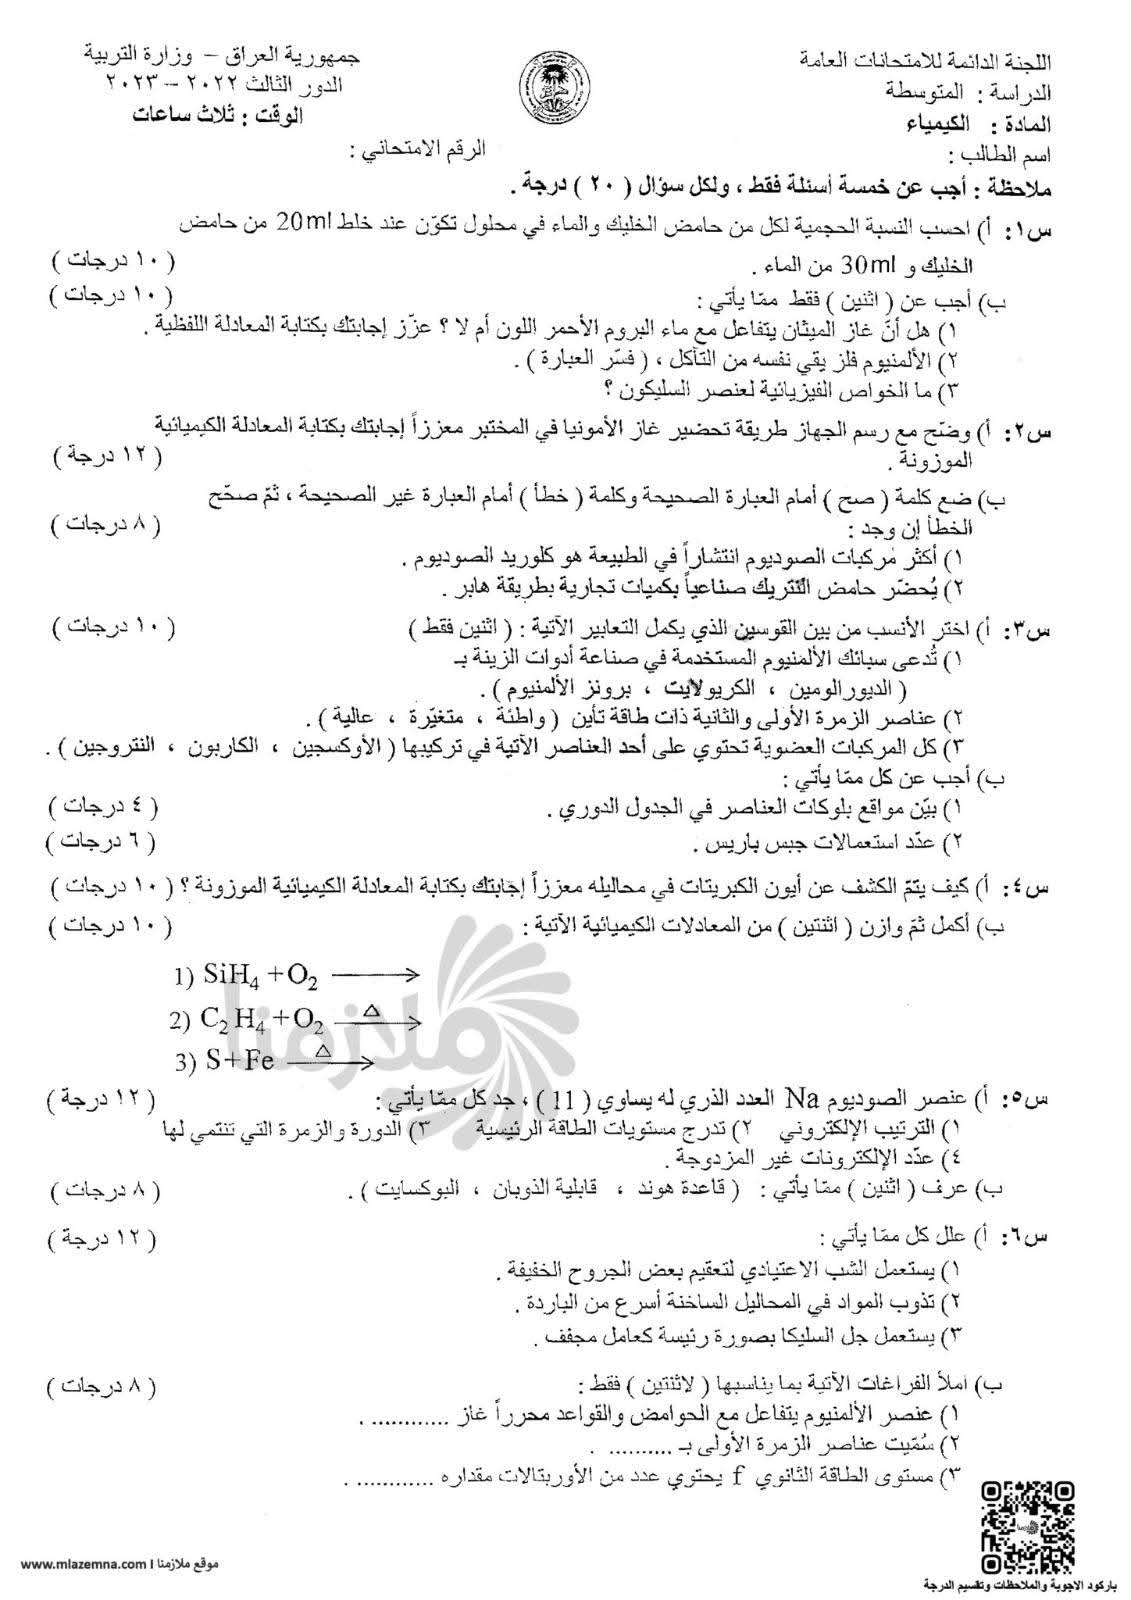 اللجنة الدائمة للامتحانات العامة
الدراسة : المتوسطة
المادة : الكيمياء
اسم الطالب :
جمهورية العراق – وزارة التربية
الدور الثالث ٢٠٢٢ – ٢٠٢٣
الوقت : ثلاث ساعات
الرقم الامتحاني :
ملاحظة : أجب عن خمسة أسئلة فقط ، ولكل سؤال ( ٢٠ ) درجة .
س١: أ) احسب النسبة الحجمية لكل من حامض الخليك والماء في محلول تكوّن عند خلط 20ml من حامض
الخليك و 30ml من الماء . ( ١٠ درجات )
ب) أجب عن ( اثنين ) فقط ممّا يأتي : ( ١٠ درجات )
١) هل أنّ غاز الميثان يتفاعل مع ماء البروم الأحمر اللون أم لا ؟ عزّز إجابتك بكتابة المعادلة اللفظية .
٢) الألمنيوم فلز يقي نفسه من التآكل ، ( فسّر العبارة ) .
٣) ما الخواص الفيزيائية لعنصر السليكون ؟
س٢: أ) وضّح مع رسم الجهاز طريقة تحضير غاز الأمونيا في المختبر معززاً إجابتك بكتابة المعادلة الكيميائية
الموزونة . ( ١٢ درجة )
ب) ضع كلمة ( صح ) أمام العبارة الصحيحة وكلمة ( خطأ ) أمام العبارة غير الصحيحة ، ثمّ صحّح
الخطأ إن وجد : ( ٨ درجات )
١) أكثر مركبات الصوديوم انتشاراً في الطبيعة هو كلوريد الصوديوم .
٢) يُحضّر حامض النتريك صناعياً بكميات تجارية بطريقة هابر .
س٣: أ) اختر الأنسب من بين القوسين الذي يكمل التعابير الآتية : ( اثنين فقط ) ( ١٠ درجات )
١) تُدعى سبائك الألمنيوم المستخدمة في صناعة أدوات الزينة بـ
( الديورالومين ، الكريولايت ، برونز الألمنيوم ) .
٢) عناصر الزمرة الأولى والثانية ذات طاقة تأين ( واطئة ، متغيّرة ، عالية ) .
٣) كل المركبات العضوية تحتوي على أحد العناصر الآتية في تركيبها ( الأوكسجين ، الكاربون ، النتروجين ) .
ب) أجب عن كل ممّا يأتي :
١) بيّن مواقع بلوكات العناصر في الجدول الدوري . ( ٤ درجات )
٢) عدّد استعمالات جبس باريس . ( ٦ درجات )
س٤: أ) كيف يتمّ الكشف عن أيون الكبريتات في محاليله معززاً إجابتك بكتابة المعادلة الكيميائية الموزونة ؟ ( ١٠ درجات )
ب) أكمل ثمّ وازن ( اثنتين ) من المعادلات الكيميائية الآتية : ( ١٠ درجات )
1) SiH₄ + O₂ ⟶
2) C₂H₄ + O₂ —Δ→
3) S + Fe —Δ→
ملازمنا
س٥: أ) عنصر الصوديوم Na العدد الذري له يساوي ( 11 ) ، جد كل ممّا يأتي : ( ١٢ درجة )
١) الترتيب الإلكتروني ٢) تدرج مستويات الطاقة الرئيسية ٣) الدورة والزمرة التي تنتمي لها
٤) عدّد الإلكترونات غير المزدوجة .
ب) عرف ( اثنين ) ممّا يأتي : ( قاعدة هوند ، قابلية الذوبان ، البوكسايت ) . ( ٨ درجات )
س٦: أ) علل كل ممّا يأتي : ( ١٢ درجة )
١) يستعمل الشب الاعتيادي لتعقيم بعض الجروح الخفيفة .
٢) تذوب المواد في المحاليل الساخنة أسرع من الباردة .
٣) يستعمل جل السليكا بصورة رئيسة كعامل مجفف .
ب) املأ الفراغات الآتية بما يناسبها ( لاثنتين ) فقط : ( ٨ درجات )
١) عنصر الألمنيوم يتفاعل مع الحوامض والقواعد محرراً غاز ............ .
٢) سُمّيت عناصر الزمرة الأولى بـ .......... .
٣) مستوى الطاقة الثانوي f يحتوي عدد من الأوربتالات مقداره ............ .
ملازمنا
موقع ملازمنا | www.mlazemna.com
باركود الاجوبة والملاحظات وتقسيم الدرجة